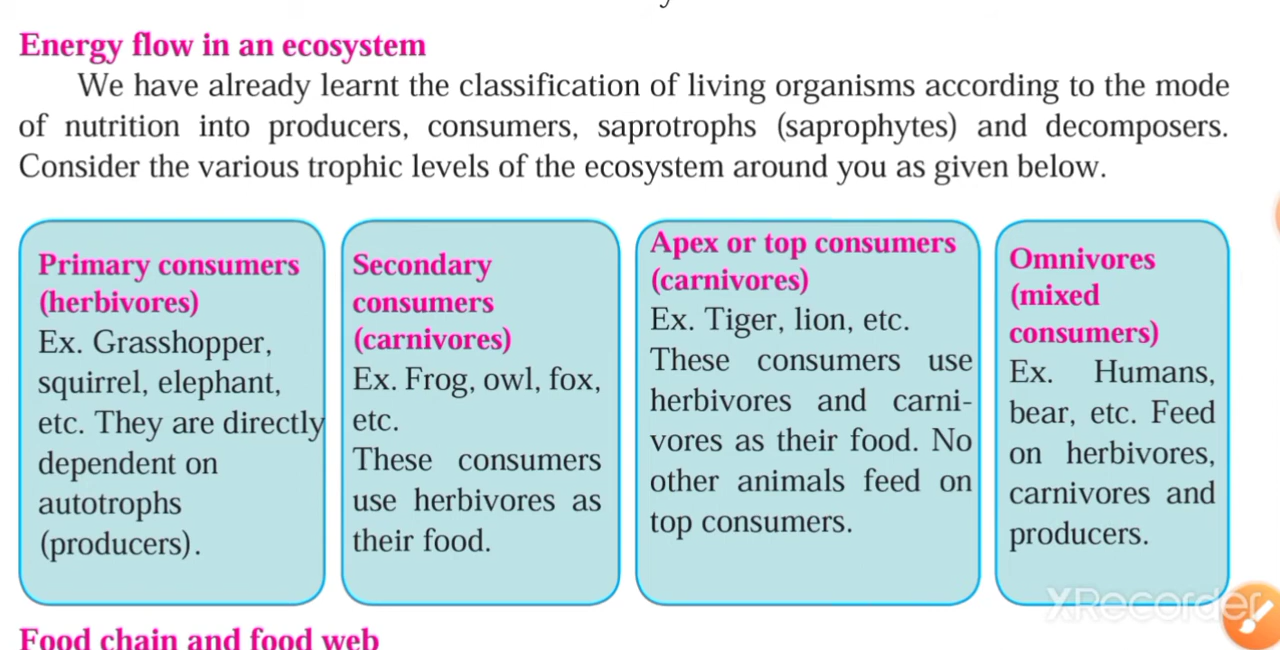 Energy flow in an ecosystem
We have already learnt the classification of living organisms according to the mode
of nutrition into producers, consumers, saprotrophs (saprophytes) and decomposers.
Consider the various trophic levels of the ecosystem around you as given below.
Primary consumers
(herbivores)
Ex. Grasshopper,
squirrel, elephant,
etc. They are directly
dependent on
autotrophs
(producers).
Secondary
consumers
(carnivores)
Ex. Frog, owl, fox,
etc.
These consumers
use herbivores as
their food.
Apex or top consumers
(carnivores)
Ex. Tiger, lion, etc.
These consumers use
herbivores and carni-
vores as their food. No
other animals feed on
top consumers.
Omnivores
(mixed
consumers)
Ex. Humans,
bear, etc. Feed
on herbivores,
carnivores and
producers.
XRecorder
Food chain and food web